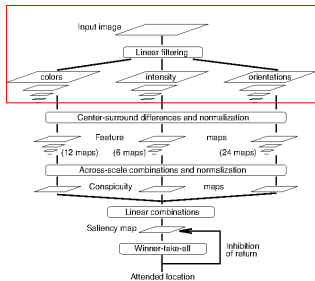 Input image
Linear filtering
colors intensity orientations
Center-surround differences and normalization
Feature maps
(12 maps) (6 maps) (24 maps)
Across-scale combinations and normalization
Conspicuity maps
Linear combinations
Saliency map
Winner-take-all
Inhibition
of return
Attended location